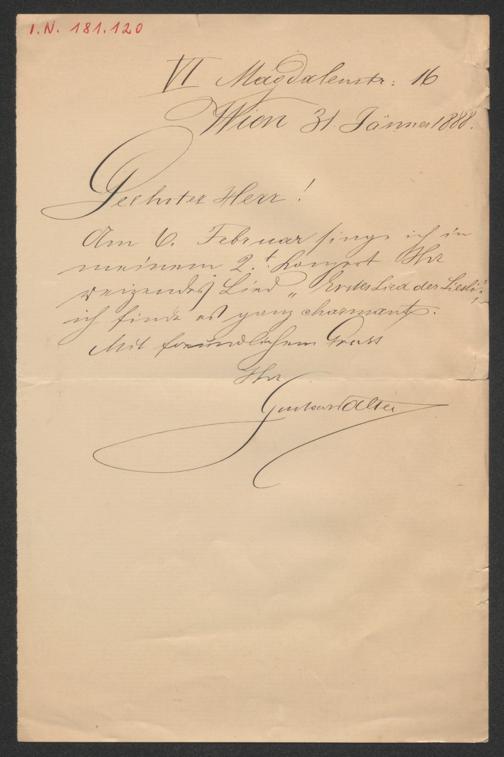 I.N. 181.120
VI Magdalenstr: 16
Wien 31. Jänner 1888.
Geehrter Herr!
Am 6. Februar singe ich in
meinem 2.t Konzert Ihr
reizendes Lied „Erstes Lied der Liebe“.
ich finde es ganz charmant.
Mit freundlichem Gruss
Ihr
Gustav Walter